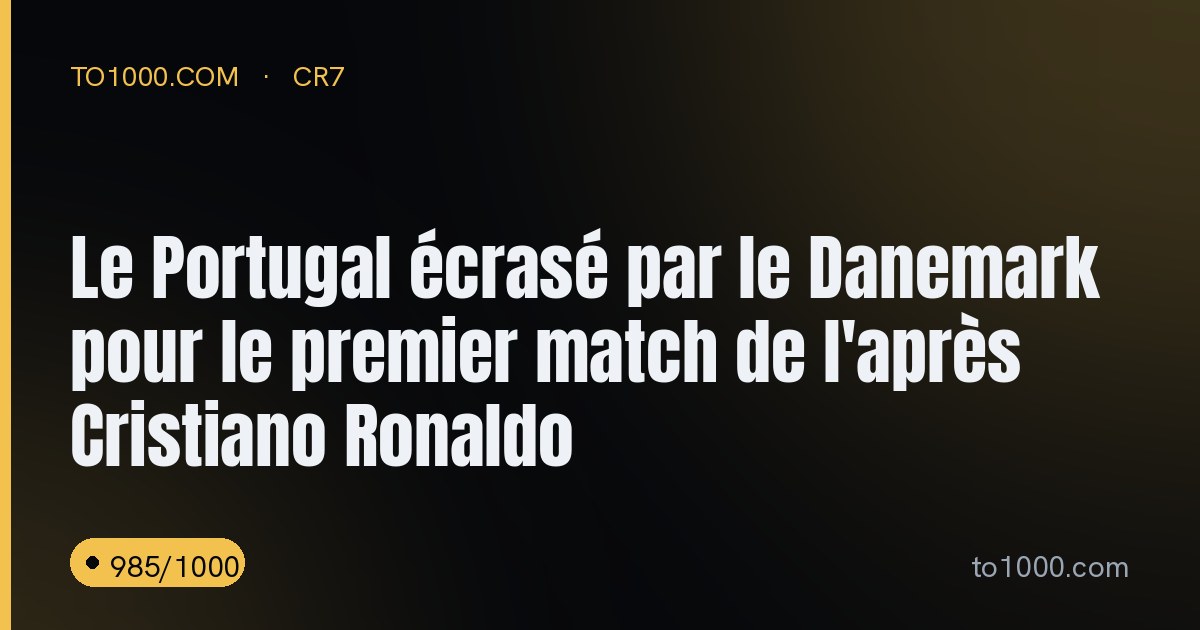 TO1000.COM · CR7
Le Portugal écrasé par le Danemark
pour le premier match de l'après
Cristiano Ronaldo
985/1000
to1000.com